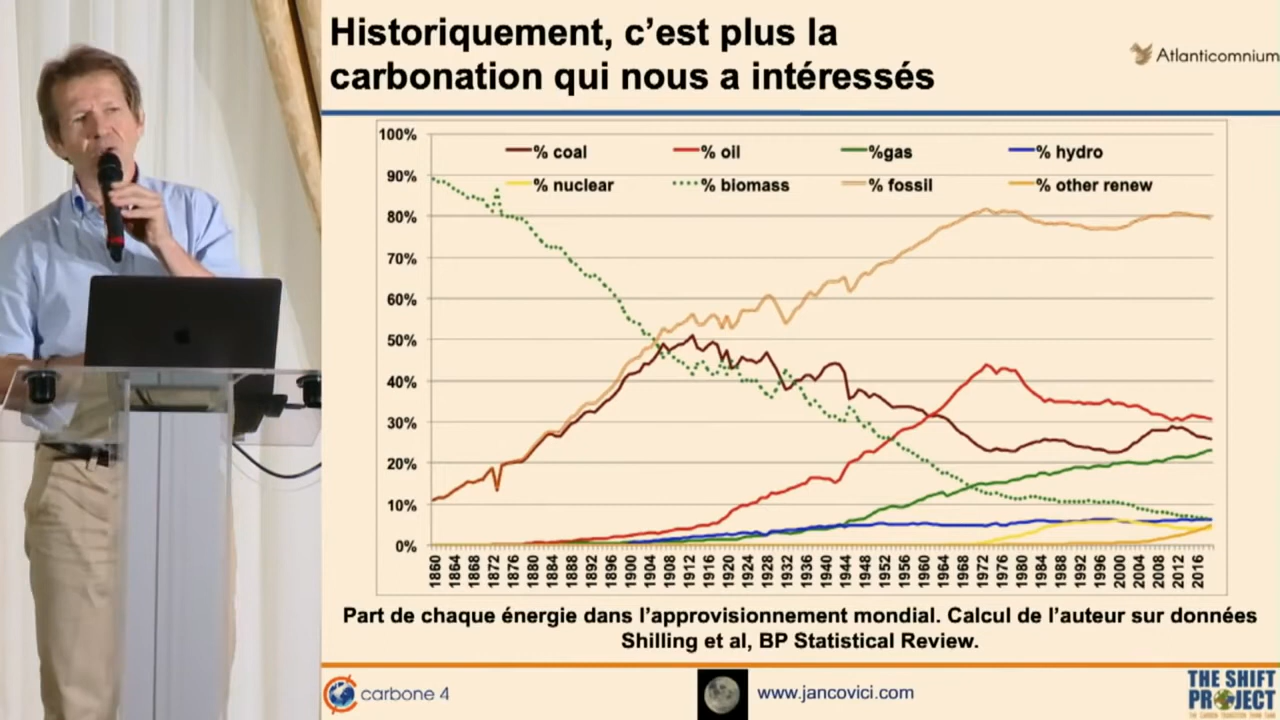 Historiquement, c'est plus la
carbonation qui nous a intéressés
Atlanticomnium
100%
90%
80%
70%
60%
50%
40%
30%
20%
10%
0%
% coal
% oil
%gas
% hydro
% nuclear
% biomass
% fossil
% other renew
1860 1864 1868 1872 1876 1880 1884 1888 1892 1896 1900 1904 1908 1912 1916 1920 1924 1928 1932 1936 1940 1944 1948 1952 1956 1960 1964 1968 1972 1976 1980 1984 1988 1992 1996 2000 2004 2008 2012 2016
Part de chaque énergie dans l'approvisionnement mondial. Calcul de l'auteur sur données
Shilling et al, BP Statistical Review.
carbone 4
www.jancovici.com
THE SHIFT
PROJECT
THE CARBON TRANSITION THINK TANK